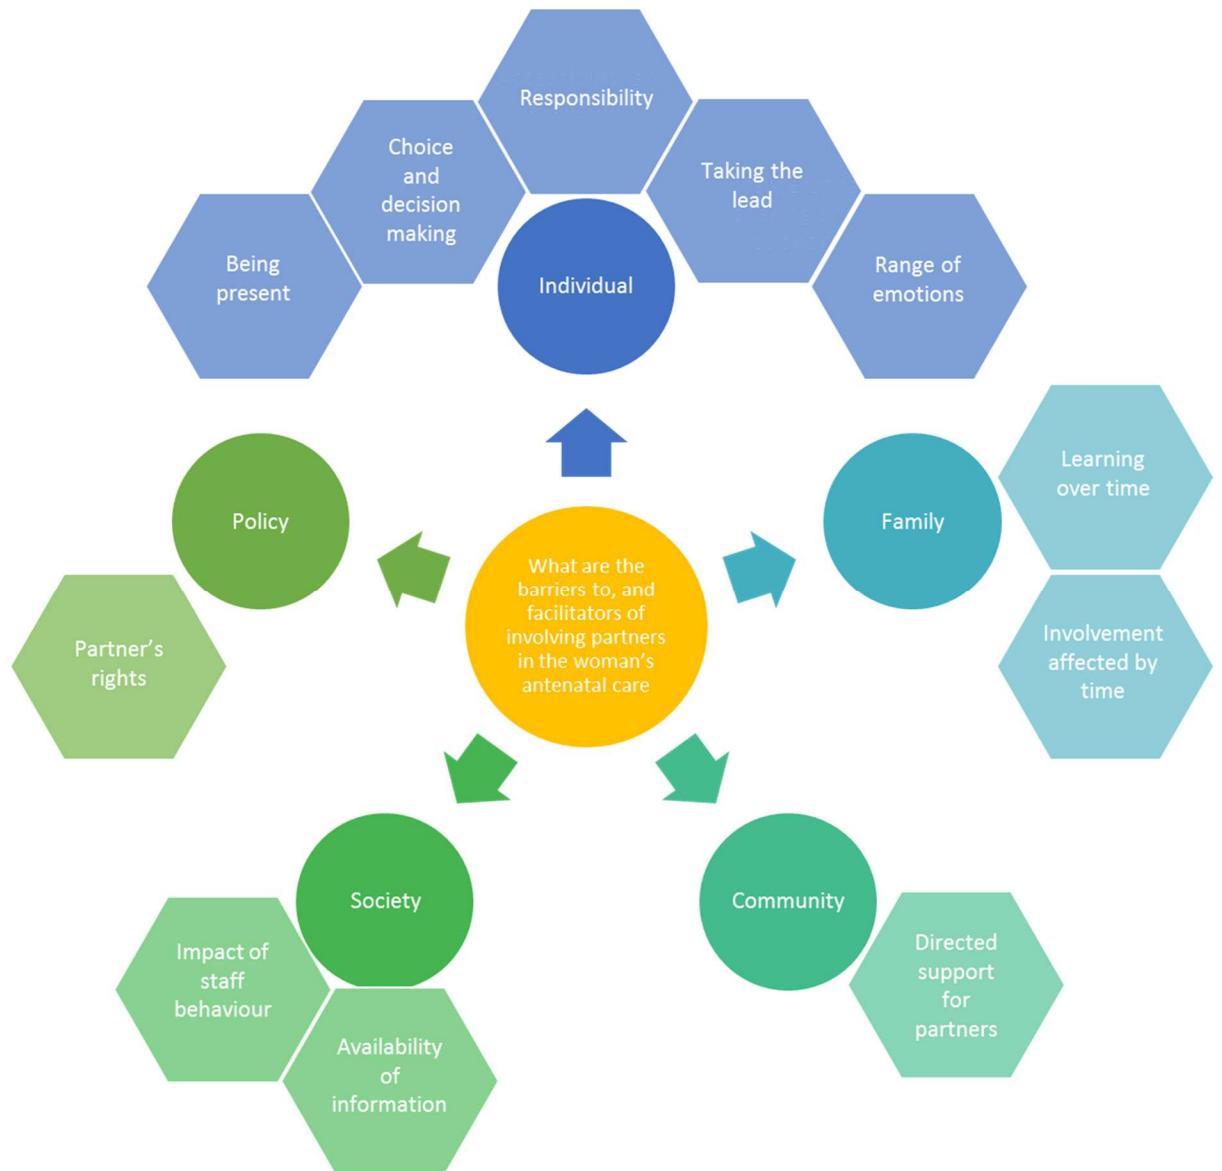 Responsibility
Choice
and
decision
making
Taking the
lead
Being
present
Individual
Range of
emotions
Learning
over time
Policy
Family
What are the
barriers to, and
facilitators of
involving partners
in the woman's
antenatal care
Partner's
rights
Involvement
affected by
time
Society
Community
Impact of
staff
behaviour
Directed
support
for
partners
Availability
of
information